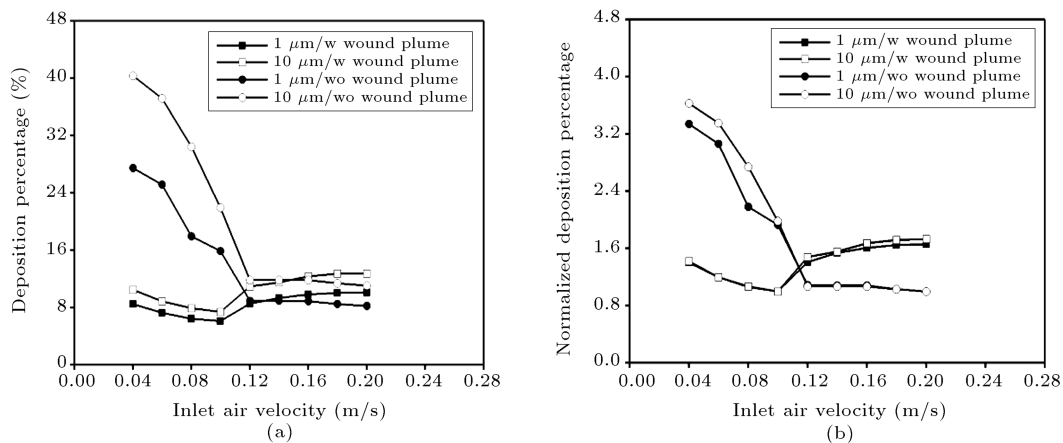 48
40
32
24
16
8
0
0.00 0.04 0.08 0.12 0.16 0.20 0.24 0.28
Deposition percentage (%)
Inlet air velocity (m/s)
(a)
1 μm/w wound plume
10 μm/w wound plume
1 μm/wo wound plume
10 μm/wo wound plume
4.8
4.0
3.2
2.4
1.6
0.8
0.0
0.00 0.04 0.08 0.12 0.16 0.20 0.24 0.28
Normalized deposition percentage
Inlet air velocity (m/s)
(b)
1 μm/w wound plume
10 μm/w wound plume
1 μm/wo wound plume
10 μm/wo wound plume